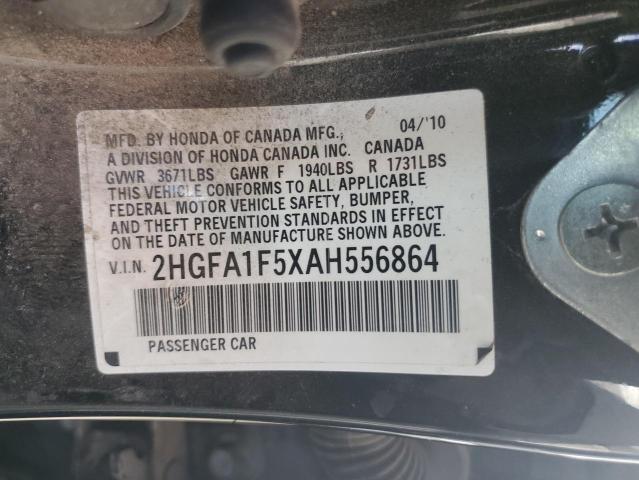 MFD. BY HONDA OF CANADA MFG., 04/'10
A DIVISION OF HONDA CANADA INC. CANADA
GVWR 3671LBS GAWR F 1940LBS R 1731LBS
THIS VEHICLE CONFORMS TO ALL APPLICABLE
FEDERAL MOTOR VEHICLE SAFETY, BUMPER,
AND THEFT PREVENTION STANDARDS IN EFFECT
ON THE DATE OF MANUFACTURE SHOWN ABOVE.
V.I.N. 2HGFA1F5XAH556864
PASSENGER CAR